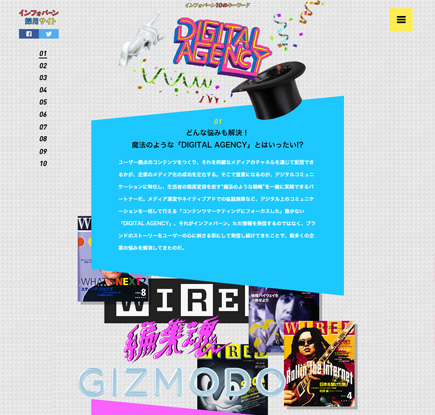 インフォバーン10のキーワード
インフォバーン
採用サイト
DIGITAL
AGENCY
01
02
03
04
05
06
07
08
09
10
01
どんな悩みも解決！
魔法のような「DIGITAL AGENCY」とはいったい!?
ユーザー視点のコンテンツをつくり、それを的確なメディアのチャネルを通じて配信でき
るかが、企業のメディア化の成功を左右する。そこで重要になるのが、デジタルコミュニ
ケーションに特化し、生活者の態度変容を促す“魔法のような戦略”を一緒に実践できるパ
ートナーだ。メディア運営やネイティブアドでの拡散施策など、デジタル上のコミュニケ
ーションを一括して行える「コンテンツマーケティングにフォーカスした、数少ない
「DIGITAL AGENCY」、それがインフォバーン。ただ情報を発信するのではなく、ブラ
ンドのストーリーをユーザーの心に刺さる形にして発信し続けてきたことで、数多くの企
業の悩みを解消してきたのだ。
WHAT'S NEXT?
8
WIRED
編集魂
WIRED
WIRED
Rollin' The Internet
4
GIZMODO